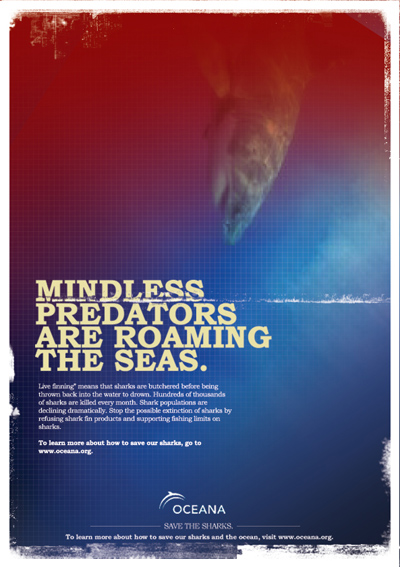 MINDLESS
PREDATORS
ARE ROAMING
THE SEAS.
Live finning" means that sharks are butchered before being
thrown back into the water to drown. Hundreds of thousands
of sharks are killed every month. Shark populations are
declining dramatically. Stop the possible extinction of sharks by
refusing shark fin products and supporting fishing limits on
sharks.
To learn more about how to save our sharks, go to
www.oceana.org.
OCEANA
SAVE THE SHARKS.
To learn more about how to save our sharks and the ocean, visit www.oceana.org.